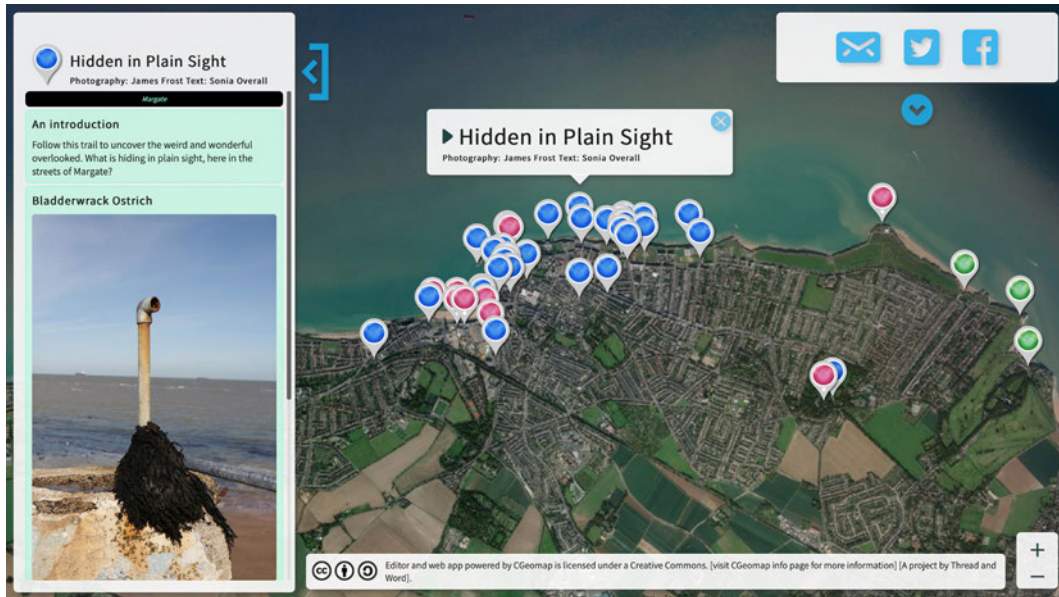 Hidden in Plain Sight
Photography: James Frost Text: Sonia Overall
Margate
An introduction
Follow this trail to uncover the weird and wonderful
overlooked. What is hiding in plain sight, here in the
streets of Margate?
Bladderwrack Ostrich
Hidden in Plain Sight
Photography: James Frost Text: Sonia Overall
Editor and web app powered by CGeomap is licensed under a Creative Commons. [visit CGeomap info page for more information] [A project by Thread and
Word].